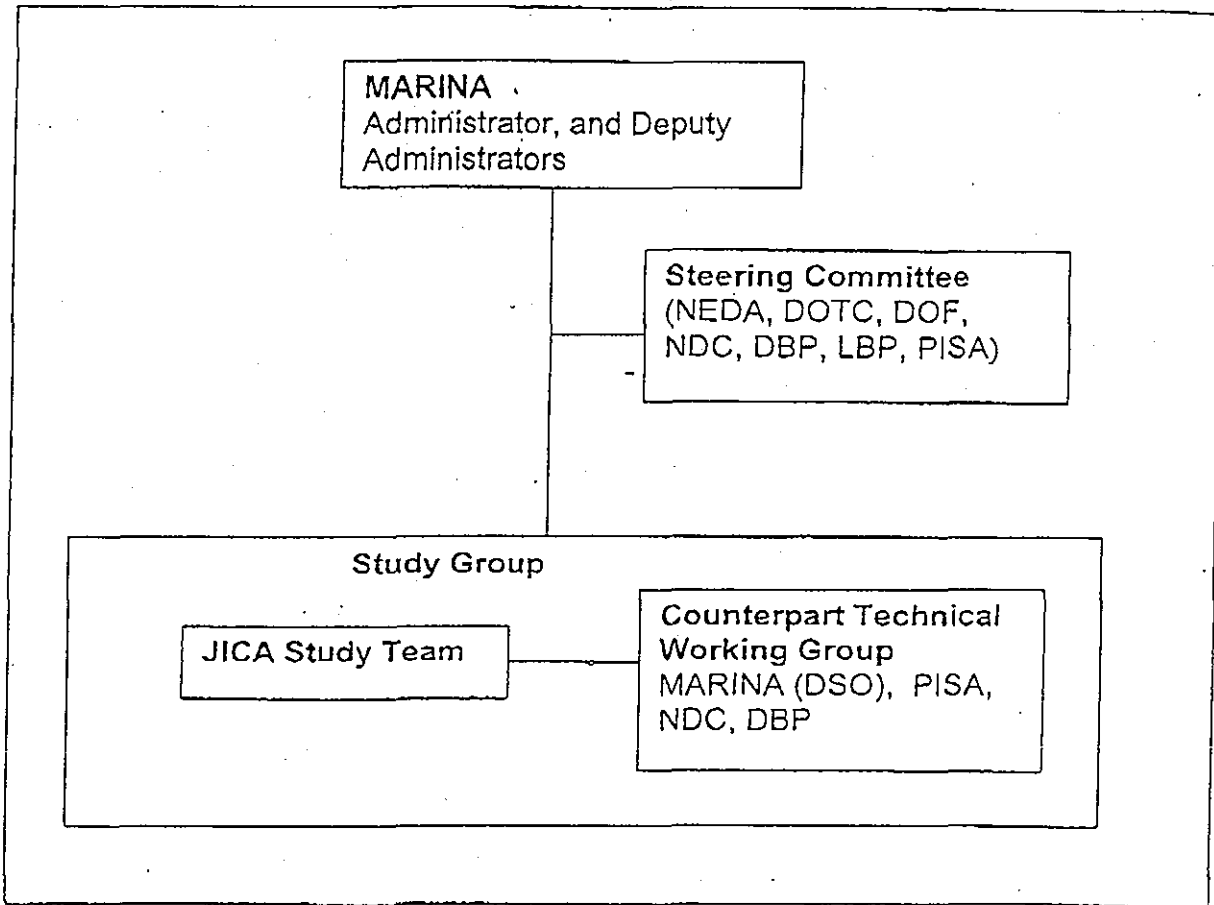 MARINA
Administrator, and Deputy
Administrators
Steering Committee
(NEDA, DOTC, DOF,
NDC, DBP, LBP, PISA)
Study Group
JICA Study Team
Counterpart Technical
Working Group
MARINA (DSO), PISA,
NDC, DBP